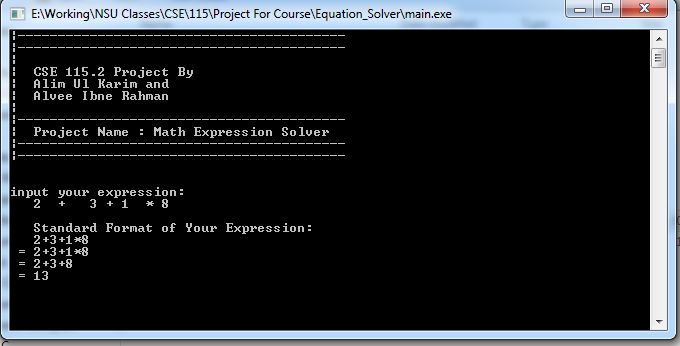 E:\Working\NSU Classes\CSE\115\Project For Course\Equation_Solver\main.exe
¦-----------------------------------------
¦-----------------------------------------
¦
¦  CSE 115.2 Project By
¦  Alim Ul Karim and
¦  Alvee Ibne Rahman
¦
¦-----------------------------------------
¦  Project Name : Math Expression Solver
¦-----------------------------------------
¦-----------------------------------------
input your expression:
   2  +   3 + 1  * 8
   Standard Format of Your Expression:
   2+3+1*8
 = 2+3+1*8
 = 2+3+8
 = 13